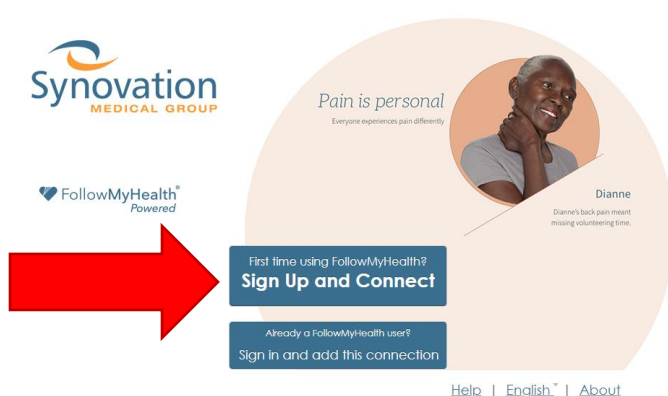 Synovation
MEDICAL GROUP
Pain is personal
Everyone experiences pain differently
Dianne
Dianne's back pain meant
missing volunteering time.
FollowMyHealth®
Powered
First time using FollowMyHealth?
Sign Up and Connect
Already a FollowMyHealth user?
Sign in and add this connection
Help | English | About